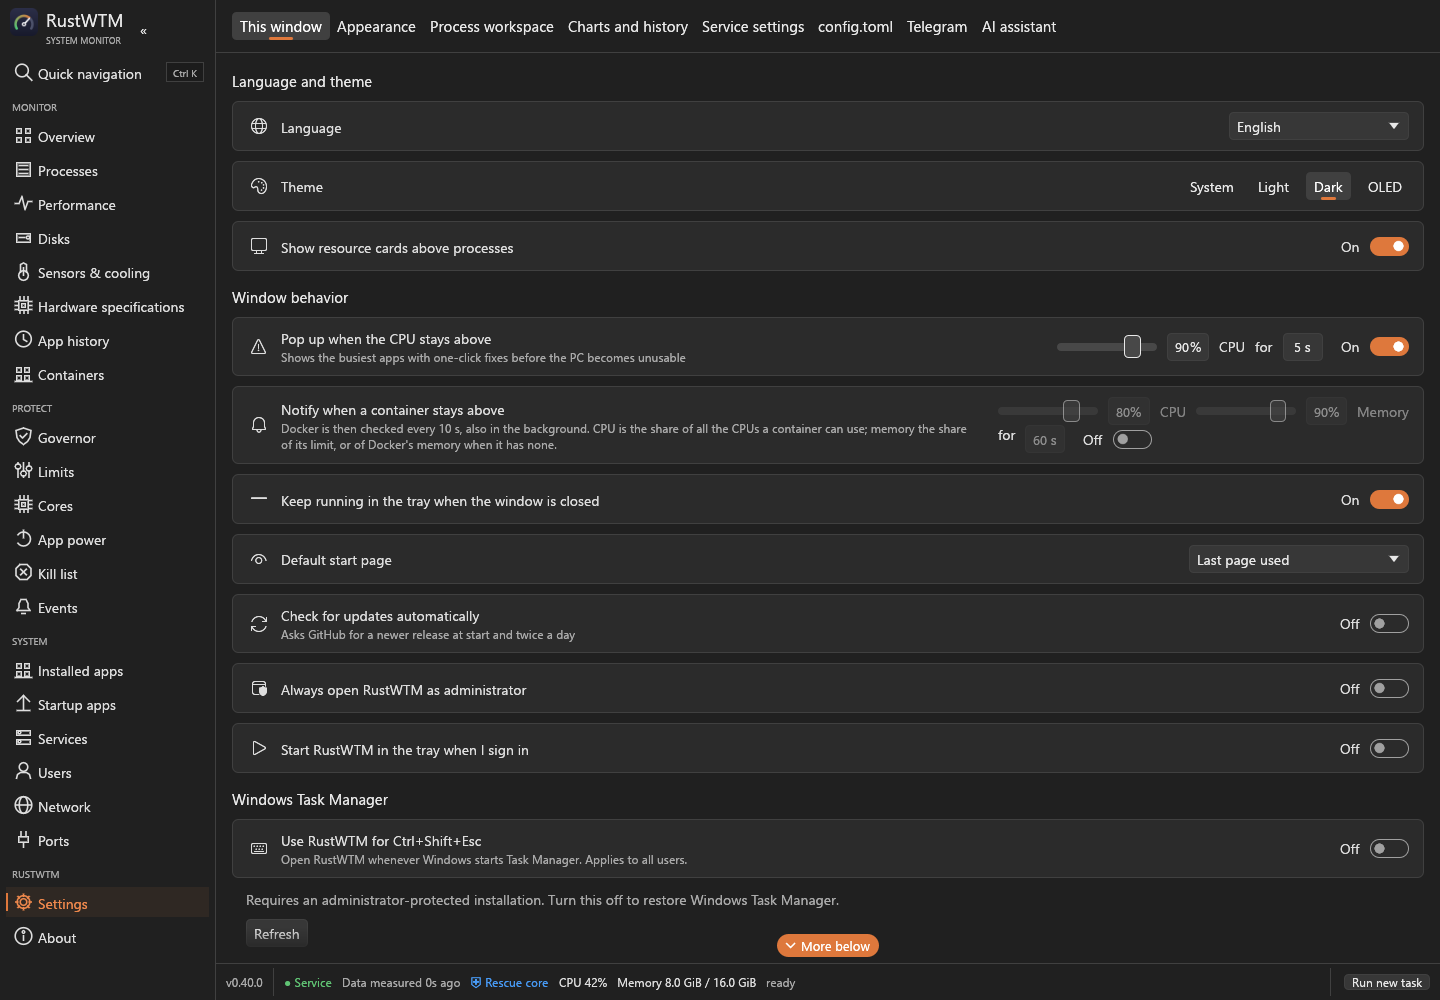 RustWTM
SYSTEM MONITOR
«
Quick navigation Ctrl K
MONITOR
Overview
Processes
Performance
Disks
Sensors & cooling
Hardware specifications
App history
Containers
PROTECT
Governor
Limits
Cores
App power
Kill list
Events
SYSTEM
Installed apps
Startup apps
Services
Users
Network
Ports
RUSTWTM
Settings
About
This window Appearance Process workspace Charts and history Service settings config.toml Telegram AI assistant
Language and theme
Language English
Theme System Light Dark OLED
Show resource cards above processes On
Window behavior
Pop up when the CPU stays above
Shows the busiest apps with one-click fixes before the PC becomes unusable
90% CPU for 5 s On
Notify when a container stays above
Docker is then checked every 10 s, also in the background. CPU is the share of all the CPUs a container can use; memory the share
of its limit, or of Docker's memory when it has none.
80% CPU 90% Memory
for 60 s Off
Keep running in the tray when the window is closed On
Default start page Last page used
Check for updates automatically
Asks GitHub for a newer release at start and twice a day
Off
Always open RustWTM as administrator Off
Start RustWTM in the tray when I sign in Off
Windows Task Manager
Use RustWTM for Ctrl+Shift+Esc
Open RustWTM whenever Windows starts Task Manager. Applies to all users.
Off
Requires an administrator-protected installation. Turn this off to restore Windows Task Manager.
Refresh
More below
v0.40.0 Service Data measured 0s ago Rescue core CPU 42% Memory 8.0 GiB / 16.0 GiB ready Run new task